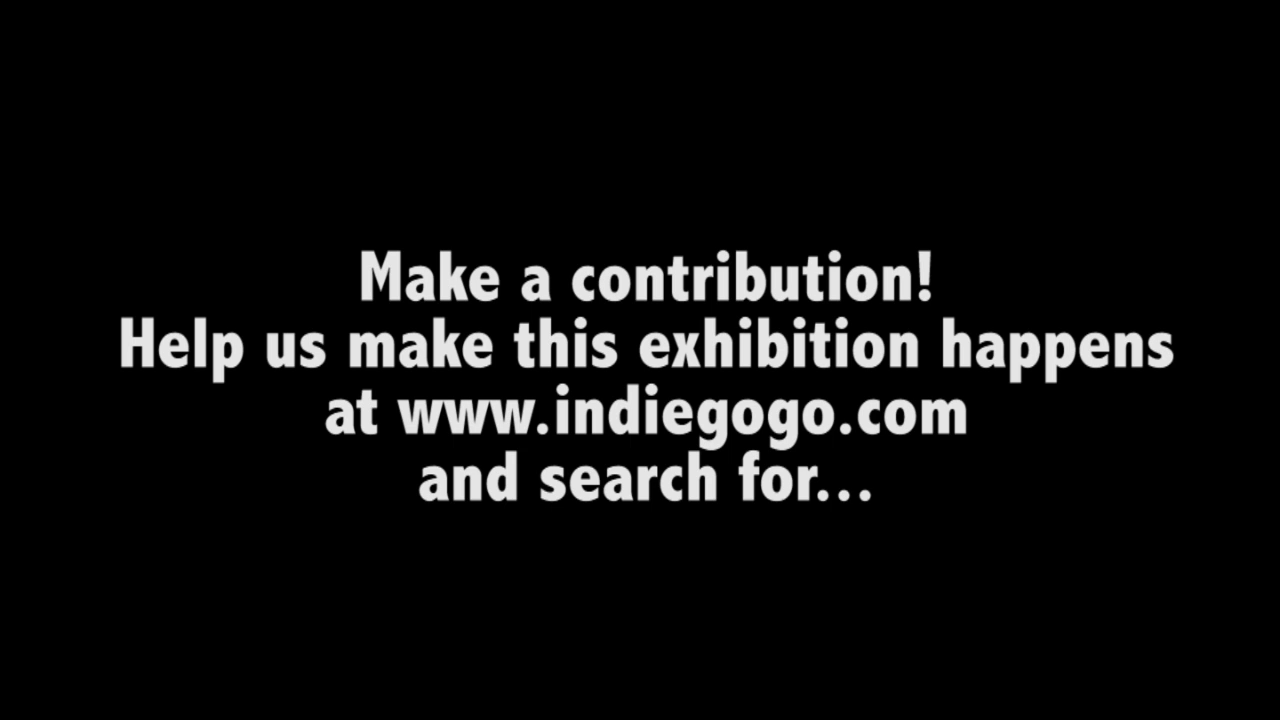 Make a contribution!
Help us make this exhibition happens
at www.indiegogo.com
and search for...